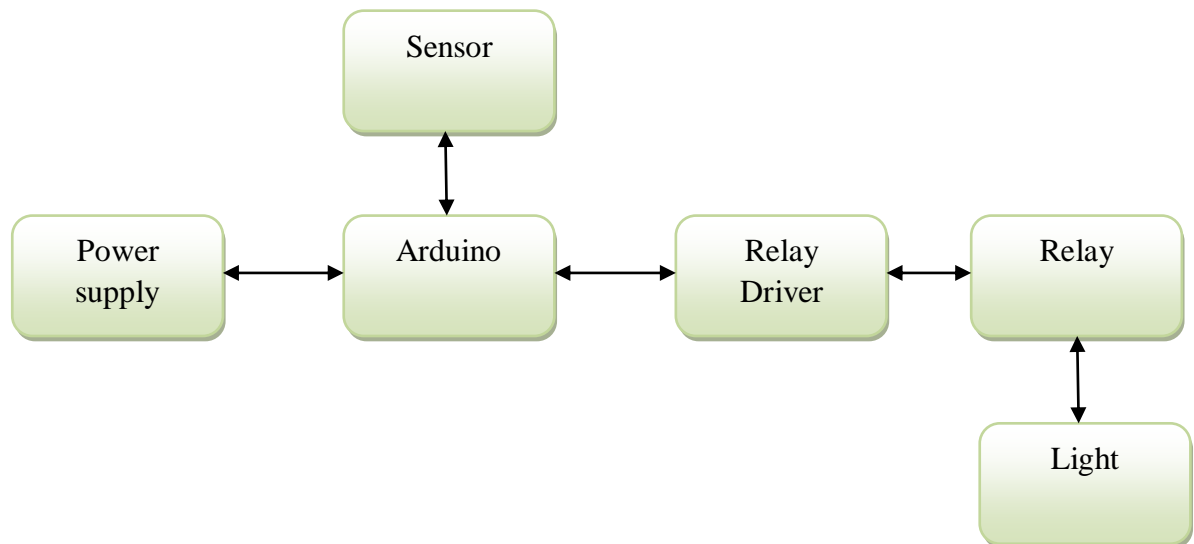 Sensor
Power
supply
Arduino
Relay
Driver
Relay
Light